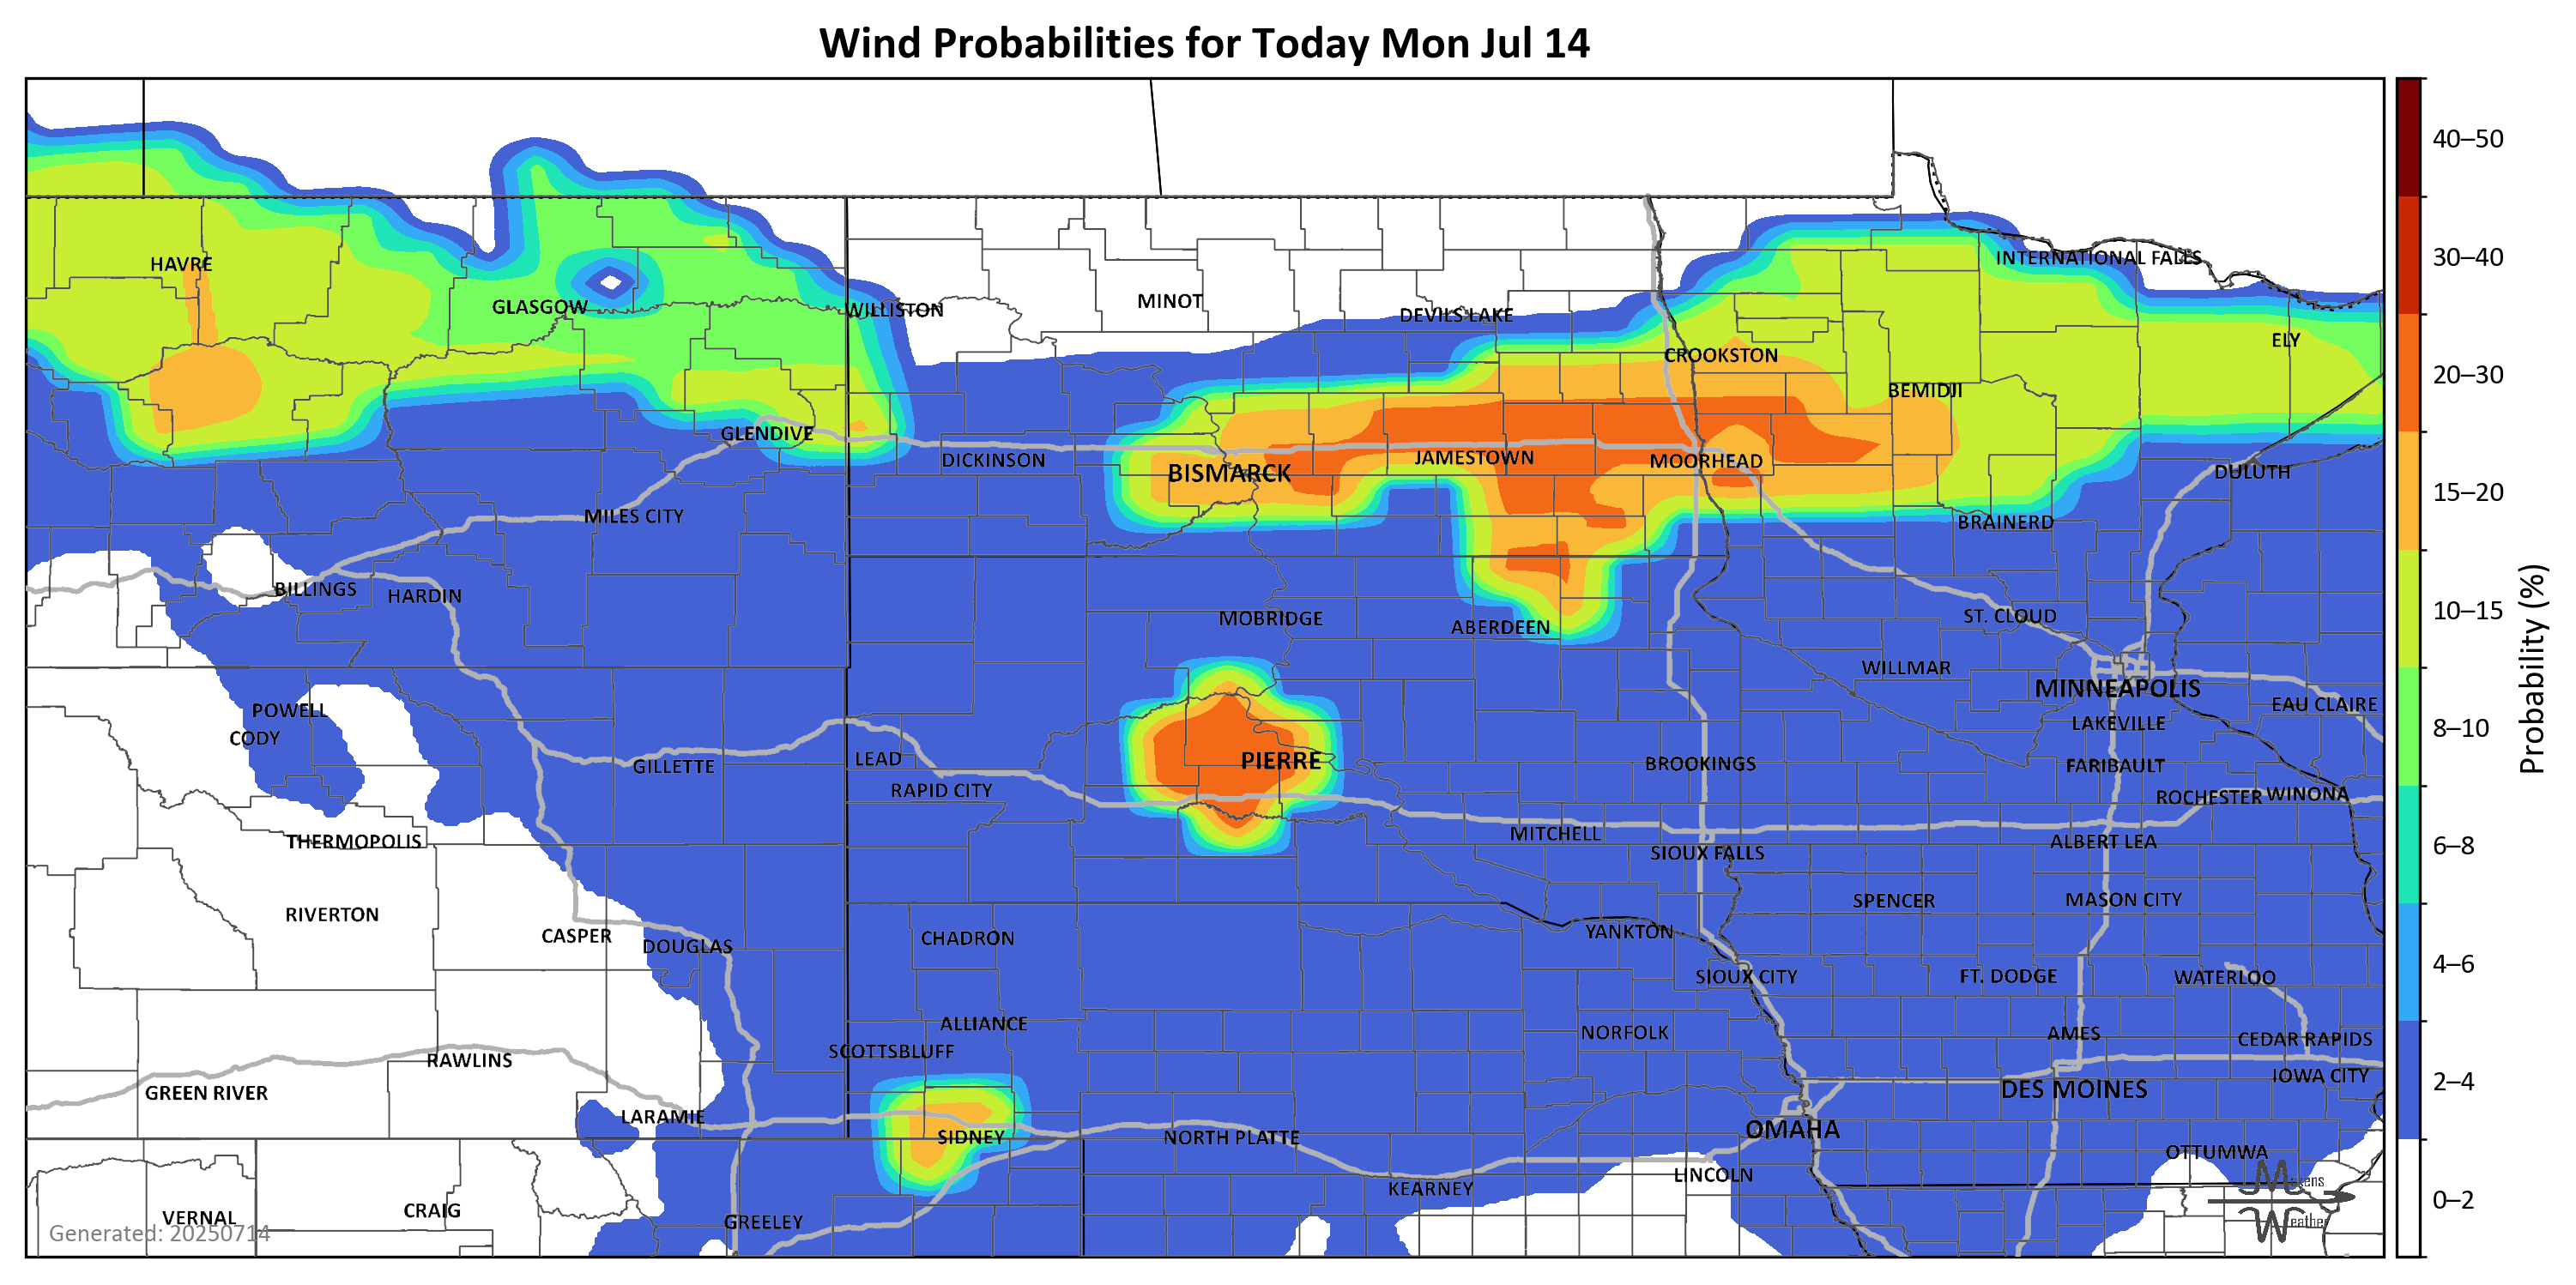 Wind Probabilities for Today Mon Jul 14
40–50
INTERNATIONAL FALLS
30–40
HAVRE
MINOT
GLASGOW
WILLISTON
DEVILS LAKE
ELY
CROOKSTON
20–30
BEMIDJI
GLENDIVE
DICKINSON
JAMESTOWN
MOORHEAD
BISMARCK
DULUTH
15–20
MILES CITY
BRAINERD
BILLINGS
HARDIN
10–15
MOBRIDGE
ABERDEEN
ST. CLOUD
WILLMAR
MINNEAPOLIS
Probability (%)
POWELL
EAU CLAIRE
LAKEVILLE
8–10
CODY
LEAD
PIERRE
GILLETTE
BROOKINGS
FARIBAULT
RAPID CITY
ROCHESTER
WINONA
MITCHELL
THERMOPOLIS
ALBERT LEA
6–8
SIOUX FALLS
SPENCER
MASON CITY
RIVERTON
CASPER
DOUGLAS
CHADRON
YANKTON
4–6
SIOUX CITY
FT. DODGE
WATERLOO
ALLIANCE
NORFOLK
AMES
CEDAR RAPIDS
SCOTTSBLUFF
RAWLINS
IOWA CITY
2–4
GREEN RIVER
DES MOINES
LARAMIE
SIDNEY
NORTH PLATTE
OMAHA
OTTUMWA
LINCOLN
KEARNEY
0–2
VERNAL
CRAIG
GREELEY
Generated: 20250714
Weather